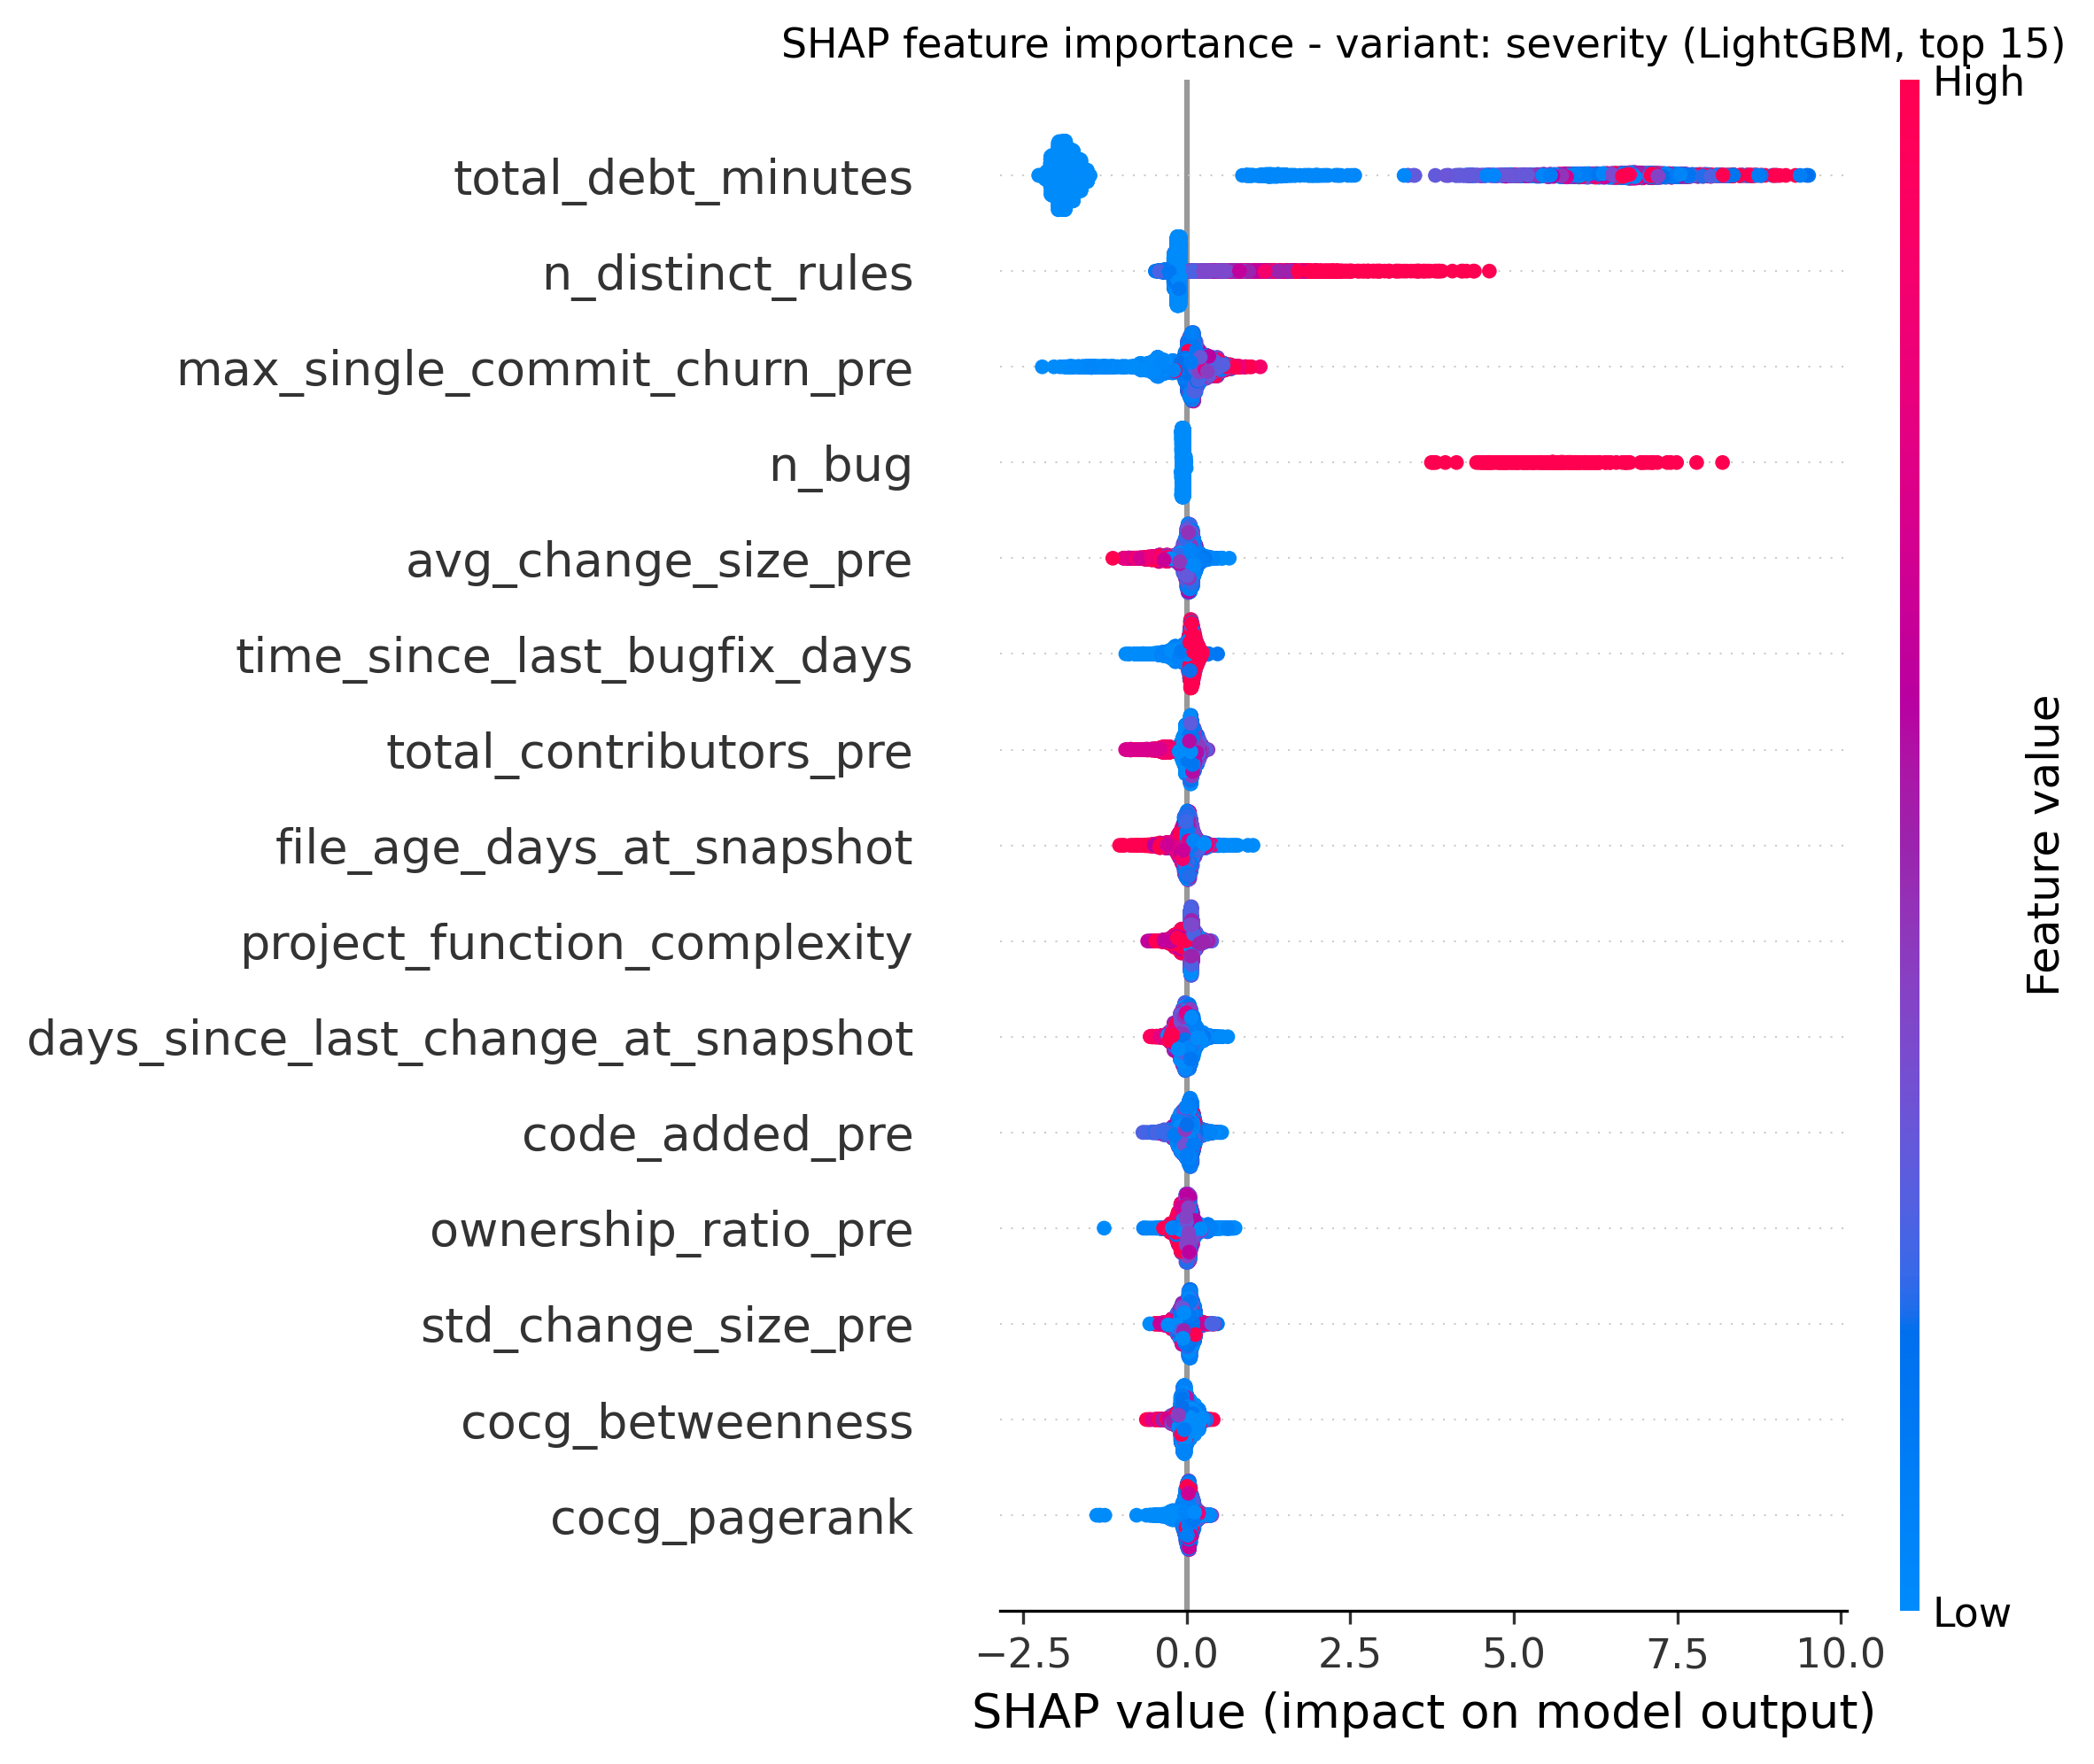 SHAP feature importance - variant: severity (LightGBM, top 15)
High
total_debt_minutes
n_distinct_rules
max_single_commit_churn_pre
n_bug
avg_change_size_pre
time_since_last_bugfix_days
total_contributors_pre
file_age_days_at_snapshot
project_function_complexity
days_since_last_change_at_snapshot
code_added_pre
ownership_ratio_pre
std_change_size_pre
cocg_betweenness
cocg_pagerank
Feature value
Low
−2.5 0.0 2.5 5.0 7.5 10.0
SHAP value (impact on model output)